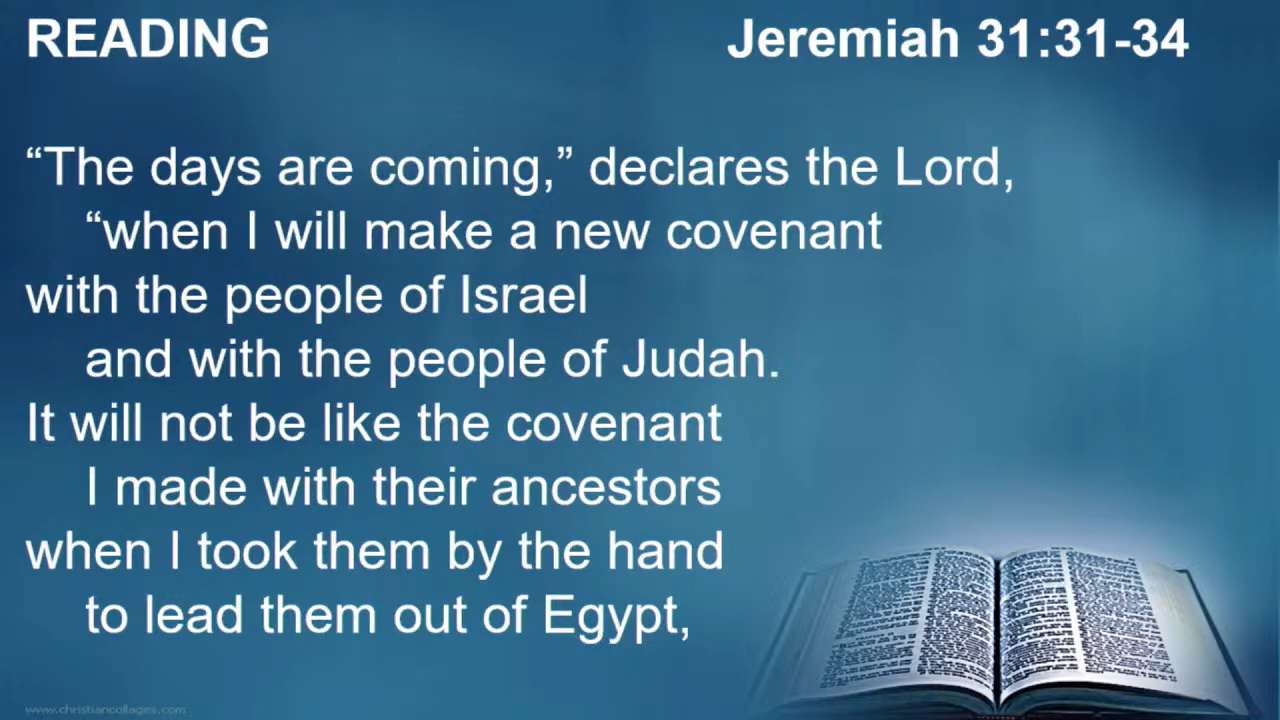 READING Jeremiah 31:31-34
“The days are coming,” declares the Lord,
“when I will make a new covenant
with the people of Israel
and with the people of Judah.
It will not be like the covenant
I made with their ancestors
when I took them by the hand
to lead them out of Egypt,
www.christiancollages.com